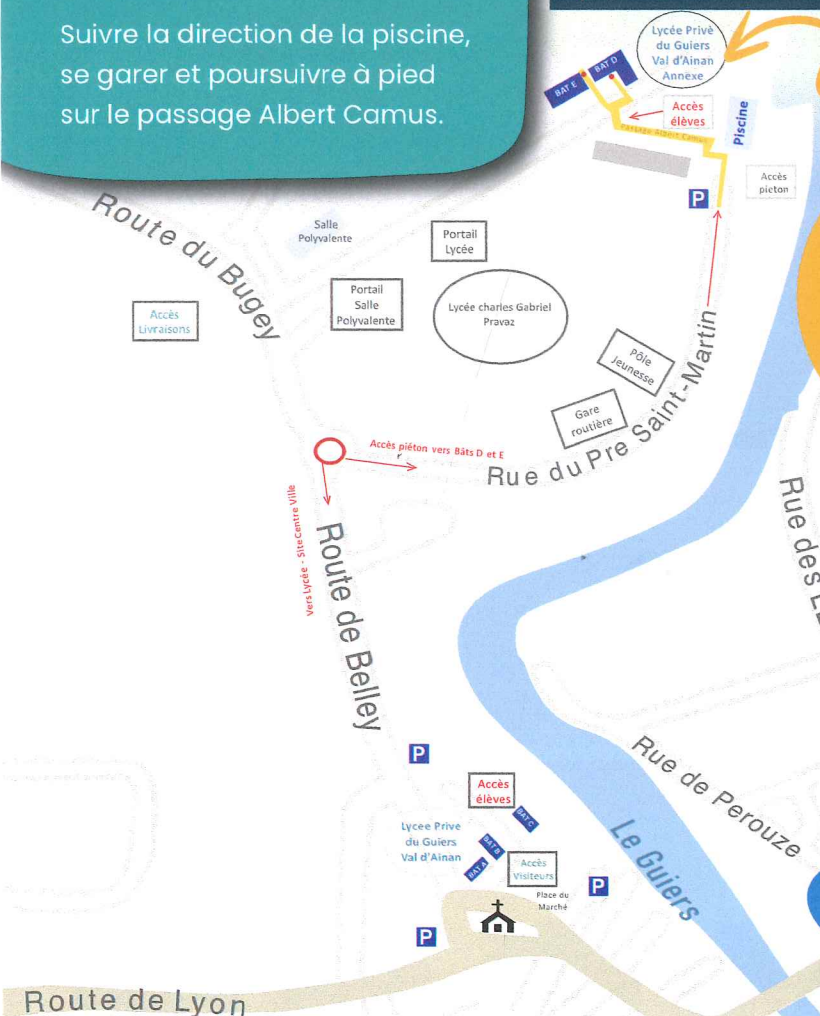 Suivre la direction de la piscine,
se garer et poursuivre à pied
sur le passage Albert Camus.
Lycée Privé
du Guiers
Val d'Ainan
Annexe
BAT E
BAT D
Accès
élèves
Passage Albert Camus
Piscine
Accès
pieton
P
Route du Bugey
Salle
Polyvalente
Portail
Lycée
Portail
Salle
Polyvalente
Accès
Livraisons
Lycée charles Gabriel
Pravaz
Pôle
Jeunesse
Gare
routière
Accès piéton vers Bâts D et E
Rue du Pre Saint-Martin
Vers Lycée - Site Centre Ville
Route de Belley
Rue des
P
Accès
élèves
BAT C
Lycee Prive
du Guiers
Val d'Ainan
BAT B
BAT A
Accès
Visiteurs
Place du
Marché
P
P
Rue de Perouze
Le Guiers
Route de Lyon